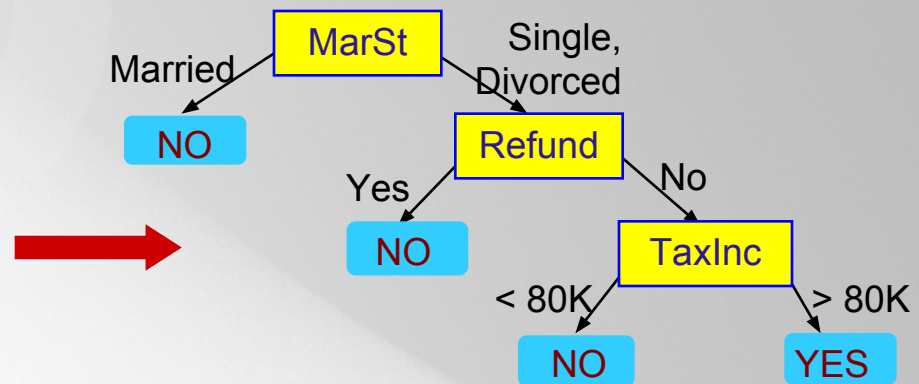 MarSt
Single,
Divorced
Married
NO
Refund
Yes
No
NO
TaxInc
< 80K
> 80K
NO
YES